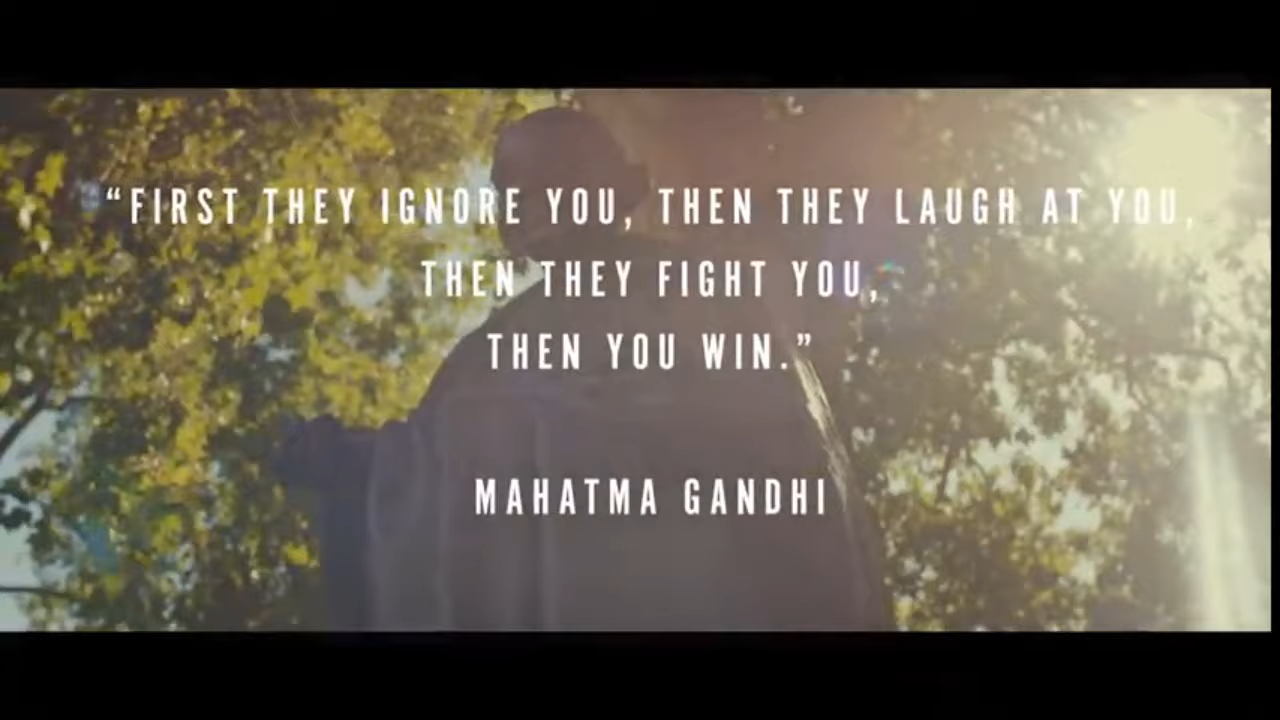 “FIRST THEY IGNORE YOU, THEN THEY LAUGH AT YOU,
THEN THEY FIGHT YOU,
THEN YOU WIN.”
MAHATMA GANDHI